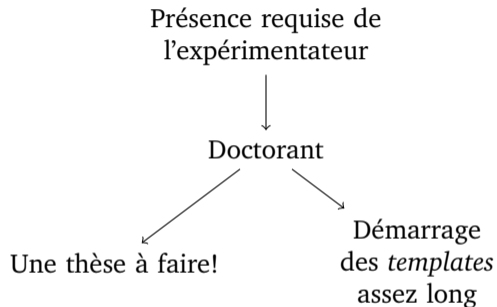 Présence requise de
l'expérimentateur
Doctorant
Une thèse à faire!
Démarrage
des templates
assez long